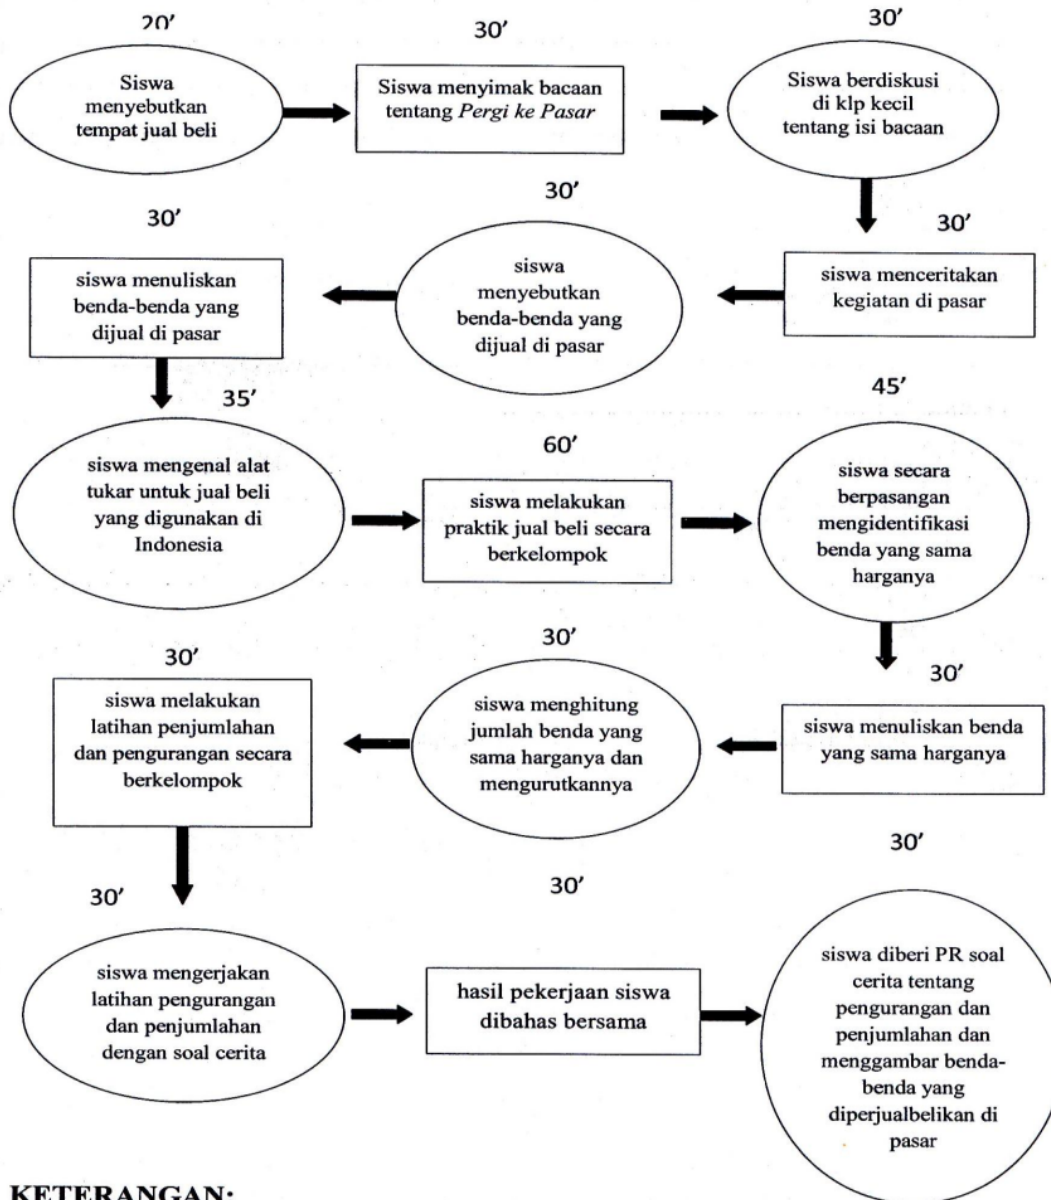 20'
Siswa
menyebutkan
tempat jual beli
30'
Siswa menyimak bacaan
tentang Pergi ke Pasar
30'
Siswa berdiskusi
di klp kecil
tentang isi bacaan
30'
siswa menceritakan
kegiatan di pasar
30'
siswa
menyebutkan
benda-benda yang
dijual di pasar
30'
siswa menuliskan
benda-benda yang
dijual di pasar
35'
siswa mengenal alat
tukar untuk jual beli
yang digunakan di
Indonesia
60'
siswa melakukan
praktik jual beli secara
berkelompok
45'
siswa secara
berpasangan
mengidentifikasi
benda yang sama
harganya
30'
siswa menuliskan benda
yang sama harganya
30'
siswa menghitung
jumlah benda yang
sama harganya dan
mengurutkannya
30'
siswa melakukan
latihan penjumlahan
dan pengurangan secara
berkelompok
30'
siswa mengerjakan
latihan pengurangan
dan penjumlahan
dengan soal cerita
30'
hasil pekerjaan siswa
dibahas bersama
30'
siswa diberi PR soal
cerita tentang
pengurangan dan
penjumlahan dan
menggambar benda-
benda yang
diperjualbelikan di
pasar
KETERANGAN: